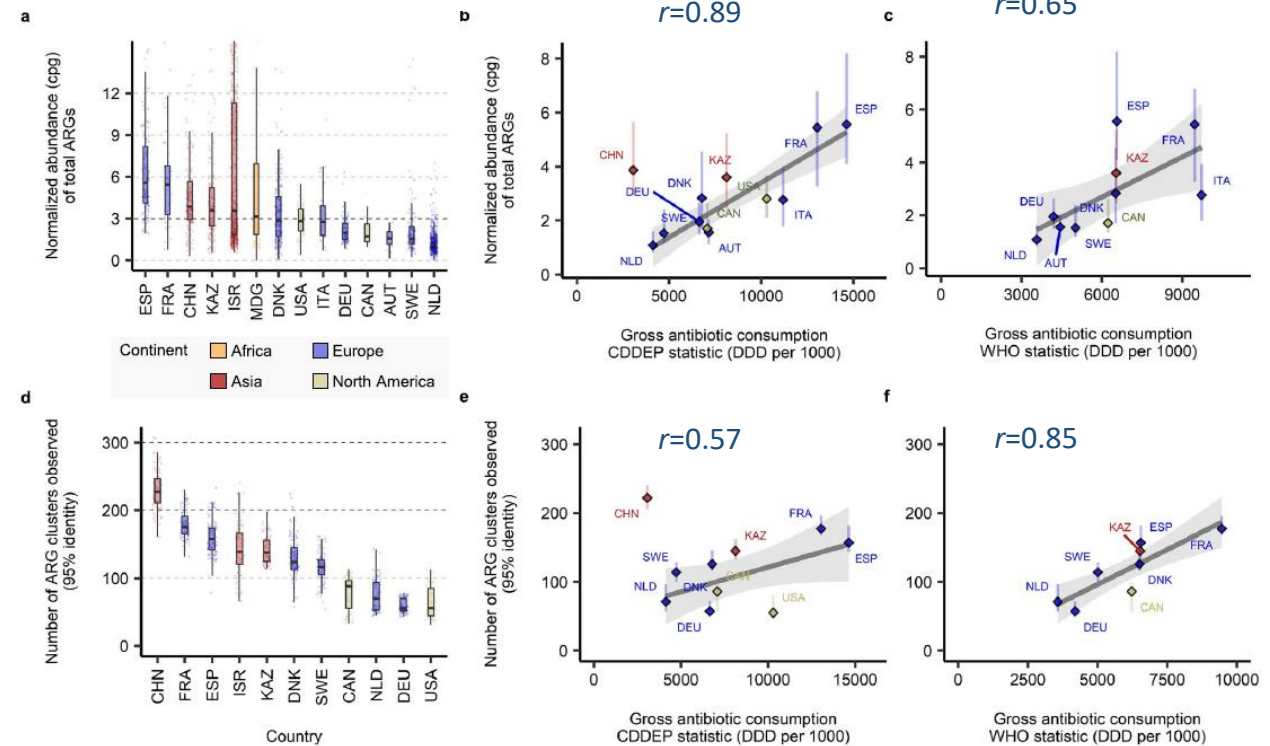 a
Normalized abundance (cpg)
of total ARGs
12
9
6
3
0
ESP
FRA
CHN
KAZ
ISR
MDG
DNK
USA
ITA
DEU
CAN
AUT
SWE
NLD
Continent
Africa
Europe
Asia
North America
b
r=0.89
Normalized abundance (cpg)
of total ARGs
8
6
4
2
0
CHN
DEU
DNK
SWE
NLD
KAZ
USA
CAN
AUT
FRA
ITA
ESP
0
5000
10000
15000
Gross antibiotic consumption
CDDEP statistic (DDD per 1000)
c
r=0.65
8
6
4
2
0
DEU
NLD
AUT
DNK
SWE
ESP
KAZ
CAN
FRA
ITA
0
3000
6000
9000
Gross antibiotic consumption
WHO statistic (DDD per 1000)
d
Number of ARG clusters observed
(95% identity)
300
200
100
0
CHN
FRA
ESP
ISR
KAZ
DNK
SWE
CAN
NLD
DEU
USA
Country
e
r=0.57
Number of ARG clusters observed
(95% identity)
300
200
100
0
CHN
SWE
NLD
DNK
DEU
KAZ
CAN
USA
FRA
ESP
0
5000
10000
15000
Gross antibiotic consumption
CDDEP statistic (DDD per 1000)
f
r=0.85
300
200
100
0
NLD
SWE
DEU
KAZ
ESP
DNK
CAN
FRA
0
2500
5000
7500
10000
Gross antibiotic consumption
WHO statistic (DDD per 1000)